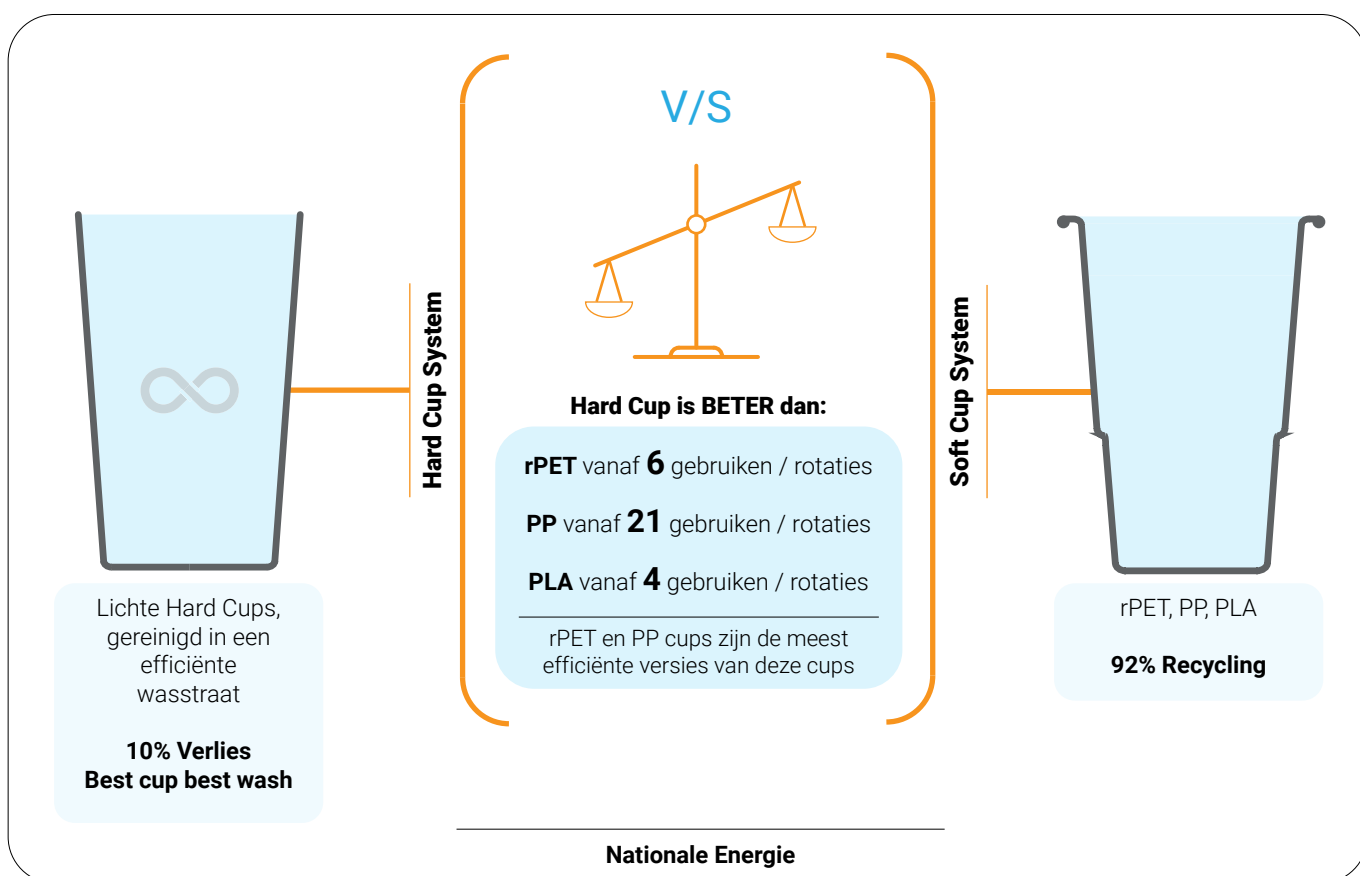 V/S
Hard Cup System
Soft Cup System
Hard Cup is BETER dan:
rPET vanaf 6 gebruiken / rotaties
PP vanaf 21 gebruiken / rotaties
PLA vanaf 4 gebruiken / rotaties
rPET en PP cups zijn de meest
efficiënte versies van deze cups
Lichte Hard Cups,
gereinigd in een
efficiënte
wasstraat
10% Verlies
Best cup best wash
rPET, PP, PLA
92% Recycling
Nationale Energie